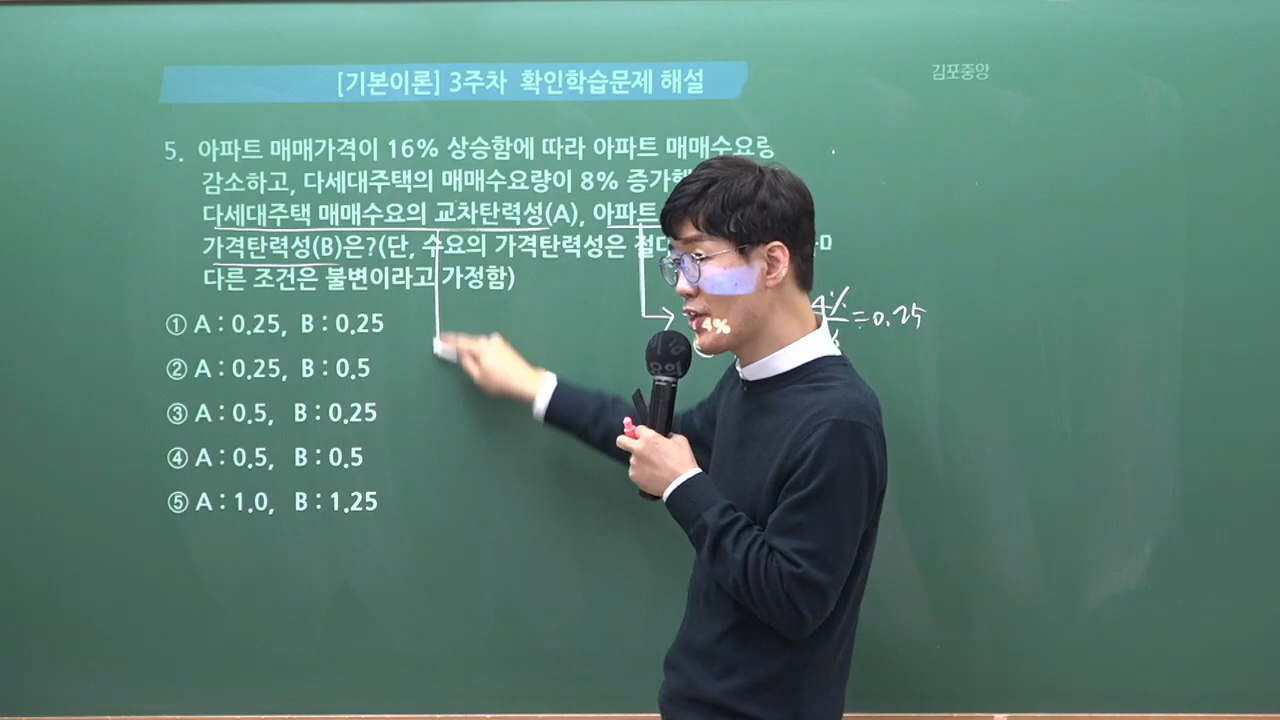 [기본이론] 3주차 확인학습문제 해설
김포중앙
5. 아파트 매매가격이 16% 상승함에 따라 아파트 매매수요량
감소하고, 다세대주택의 매매수요량이 8% 증가
다세대주택 매매수요의 교차탄력성(A), 아파트
가격탄력성(B)은?(단, 수요의 가격탄력성은
다른 조건은 불변이라고 가정함)
① A : 0.25, B : 0.25
4% = 0.25
4%
② A : 0.25, B : 0.5
③ A : 0.5, B : 0.25
④ A : 0.5, B : 0.5
⑤ A : 1.0, B : 1.25